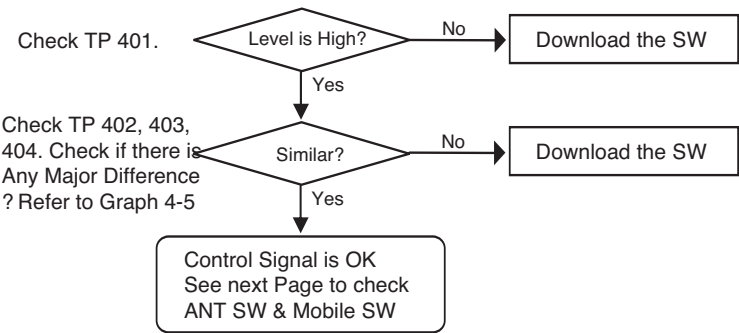 Check TP 401.
Level is High?
No
Download the SW
Yes
Check TP 402, 403,
404. Check if there is
Any Major Difference
? Refer to Graph 4-5
Similar?
No
Download the SW
Yes
Control Signal is OK
See next Page to check
ANT SW & Mobile SW